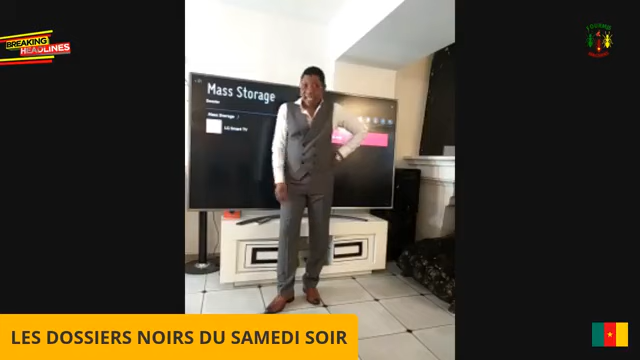 BREAKING
HEADLINES
Mass Storage
Mass Storage /
LG Smart TV
LES DOSSIERS NOIRS DU SAMEDI SOIR